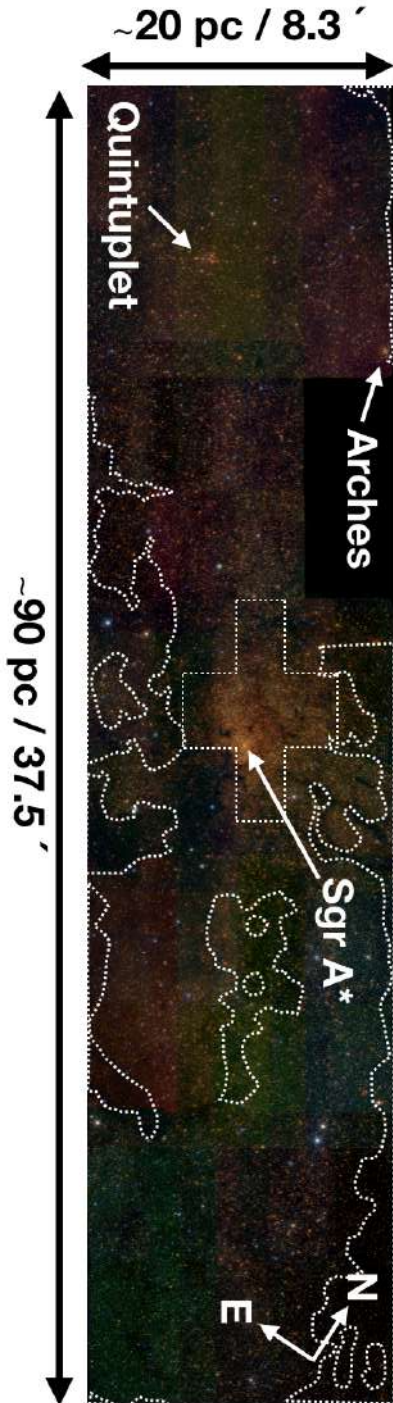 ~20 pc / 8.3 ´
Quintuplet
Arches
~90 pc / 37.5 ´
Sgr A*
N
E